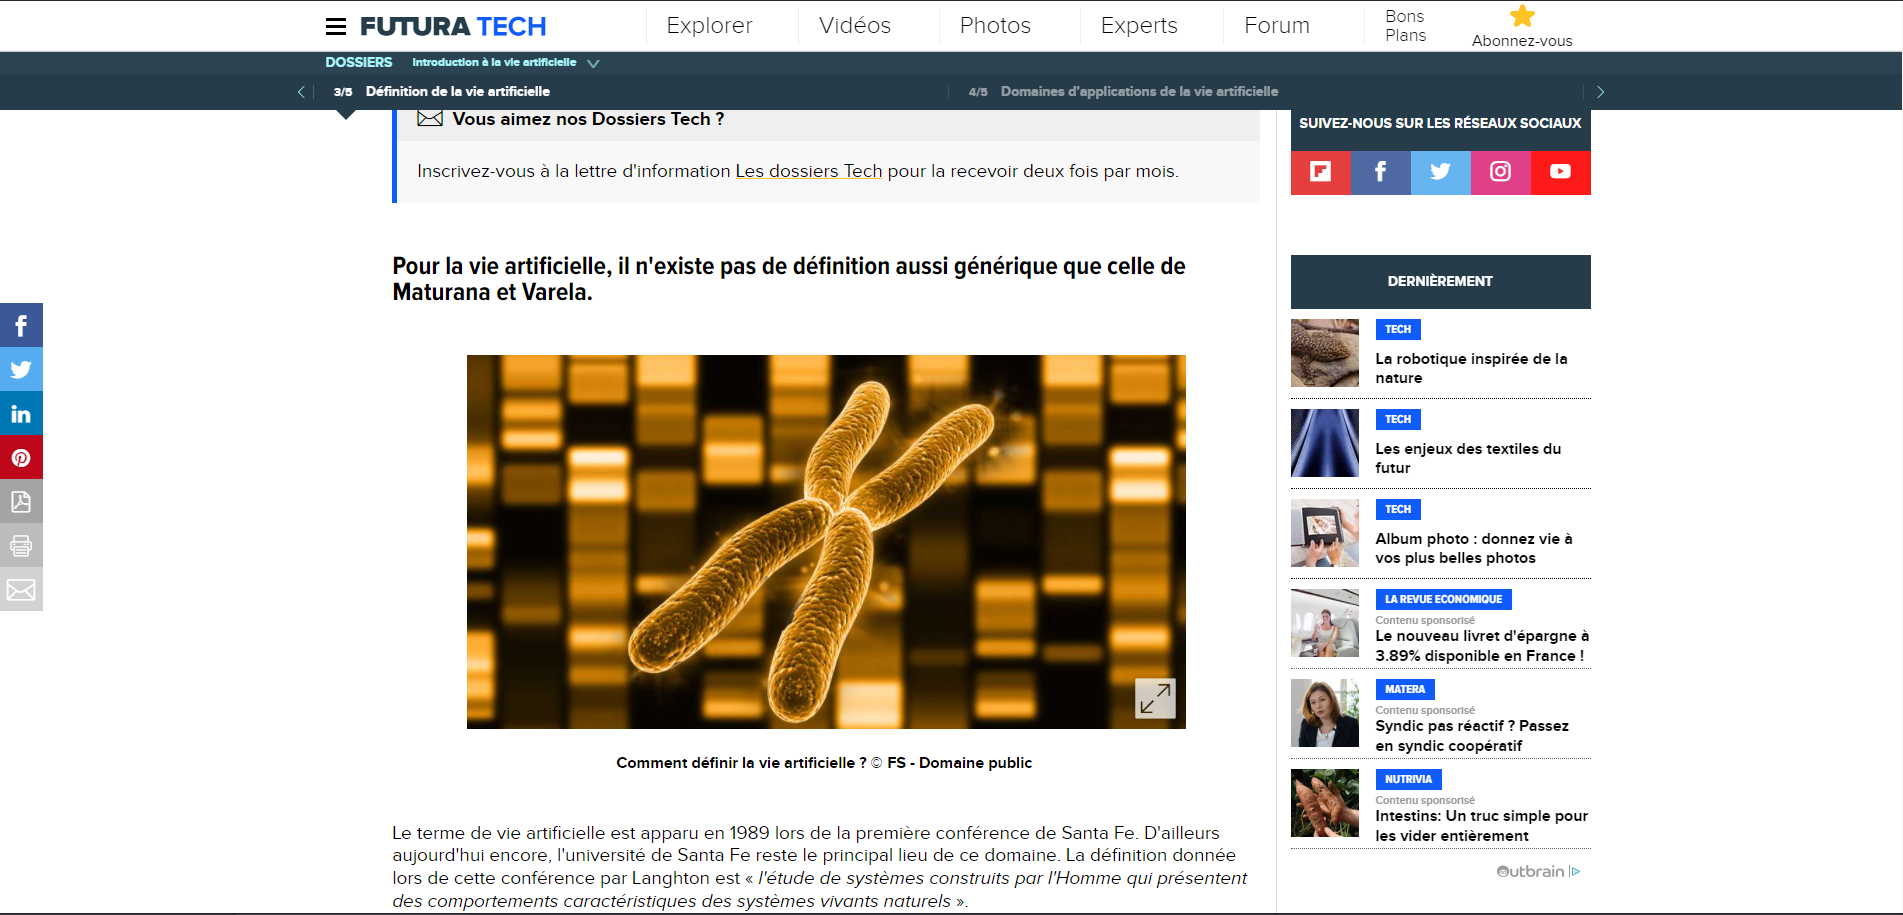 FUTURA TECH
Explorer
Vidéos
Photos
Experts
Forum
Bons
Plans
Abonnez-vous
DOSSIERS
Introduction à la vie artificielle
3/5 Définition de la vie artificielle
4/5 Domaines d'applications de la vie artificielle
Vous aimez nos Dossiers Tech ?
Inscrivez-vous à la lettre d'information Les dossiers Tech pour la recevoir deux fois par mois.
Pour la vie artificielle, il n'existe pas de définition aussi générique que celle de
Maturana et Varela.
Comment définir la vie artificielle ? © FS - Domaine public
Le terme de vie artificielle est apparu en 1989 lors de la première conférence de Santa Fe. D'ailleurs
aujourd'hui encore, l'université de Santa Fe reste le principal lieu de ce domaine. La définition donnée
lors de cette conférence par Langhton est « l'étude de systèmes construits par l'Homme qui présentent
des comportements caractéristiques des systèmes vivants naturels ».
SUIVEZ-NOUS SUR LES RÉSEAUX SOCIAUX
DERNIÈREMENT
TECH
La robotique inspirée de la
nature
TECH
Les enjeux des textiles du
futur
TECH
Album photo : donnez vie à
vos plus belles photos
LA REVUE ECONOMIQUE
Contenu sponsorisé
Le nouveau livret d'épargne à
3.89% disponible en France !
MATERA
Contenu sponsorisé
Syndic pas réactif ? Passez
en syndic coopératif
NUTRIVIA
Contenu sponsorisé
Intestins: Un truc simple pour
les vider entièrement
Outbrain